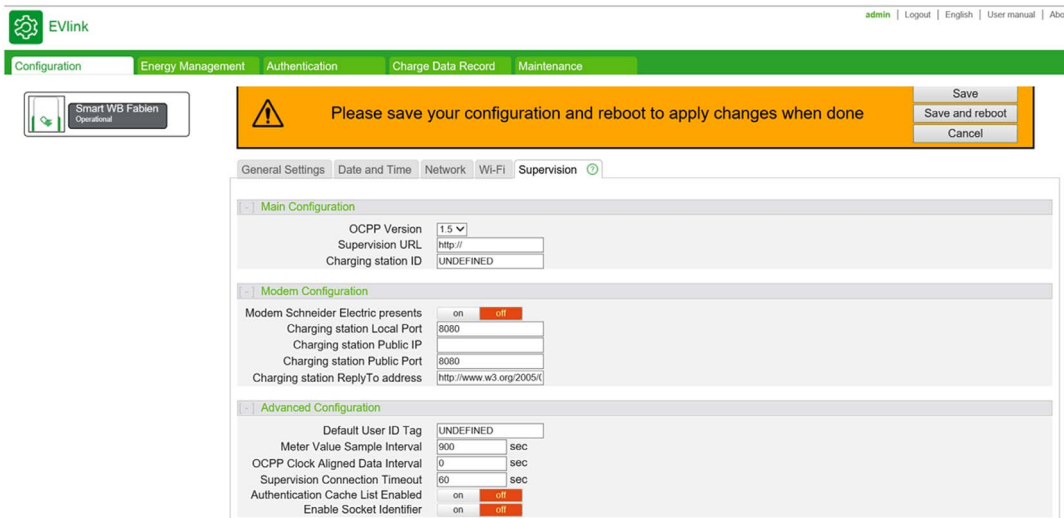 admin | Logout | English | User manual |
EVlink
Configuration Energy Management Authentication Charge Data Record Maintenance
Smart WB Fabien
Operational
Please save your configuration and reboot to apply changes when done
Save
Save and reboot
Cancel
General Settings Date and Time Network Wi-Fi Supervision ?
[-] Main Configuration
OCPP Version 1.5
Supervision URL http://
Charging station ID UNDEFINED
[-] Modem Configuration
Modem Schneider Electric presents on off
Charging station Local Port 8080
Charging station Public IP
Charging station Public Port 8080
Charging station ReplyTo address http://www.w3.org/2005/
[-] Advanced Configuration
Default User ID Tag UNDEFINED
Meter Value Sample Interval 900 sec
OCPP Clock Aligned Data Interval 0 sec
Supervision Connection Timeout 60 sec
Authentication Cache List Enabled on off
Enable Socket Identifier on off